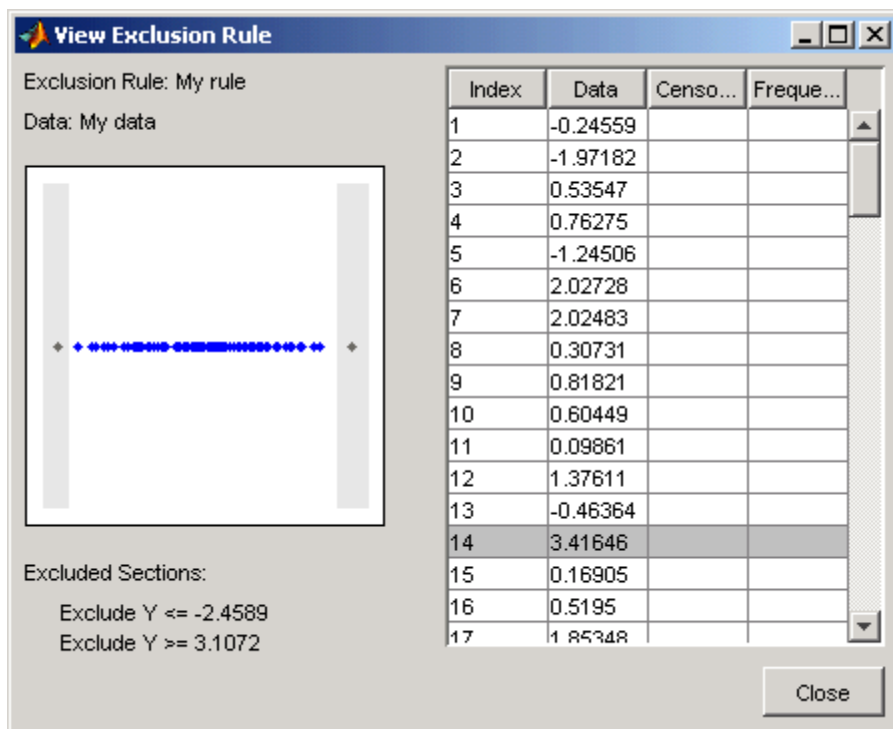 View Exclusion Rule
Exclusion Rule: My rule
Data: My data
Excluded Sections:
Exclude Y <= -2.4589
Exclude Y >= 3.1072
Index Data Censo... Freque...
1 -0.24559
2 -1.97182
3 0.53547
4 0.76275
5 -1.24506
6 2.02728
7 2.02483
8 0.30731
9 0.81821
10 0.60449
11 0.09861
12 1.37611
13 -0.46364
14 3.41646
15 0.16905
16 0.5195
17 1.85348
Close